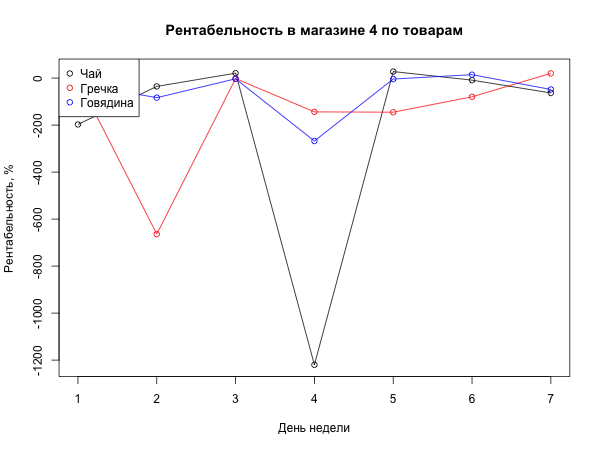 Рентабельность в магазине 4 по товарам
Чай
Гречка
Говядина
Рентабельность, %
0
-200
-400
-600
-800
-1000
-1200
1 2 3 4 5 6 7
День недели